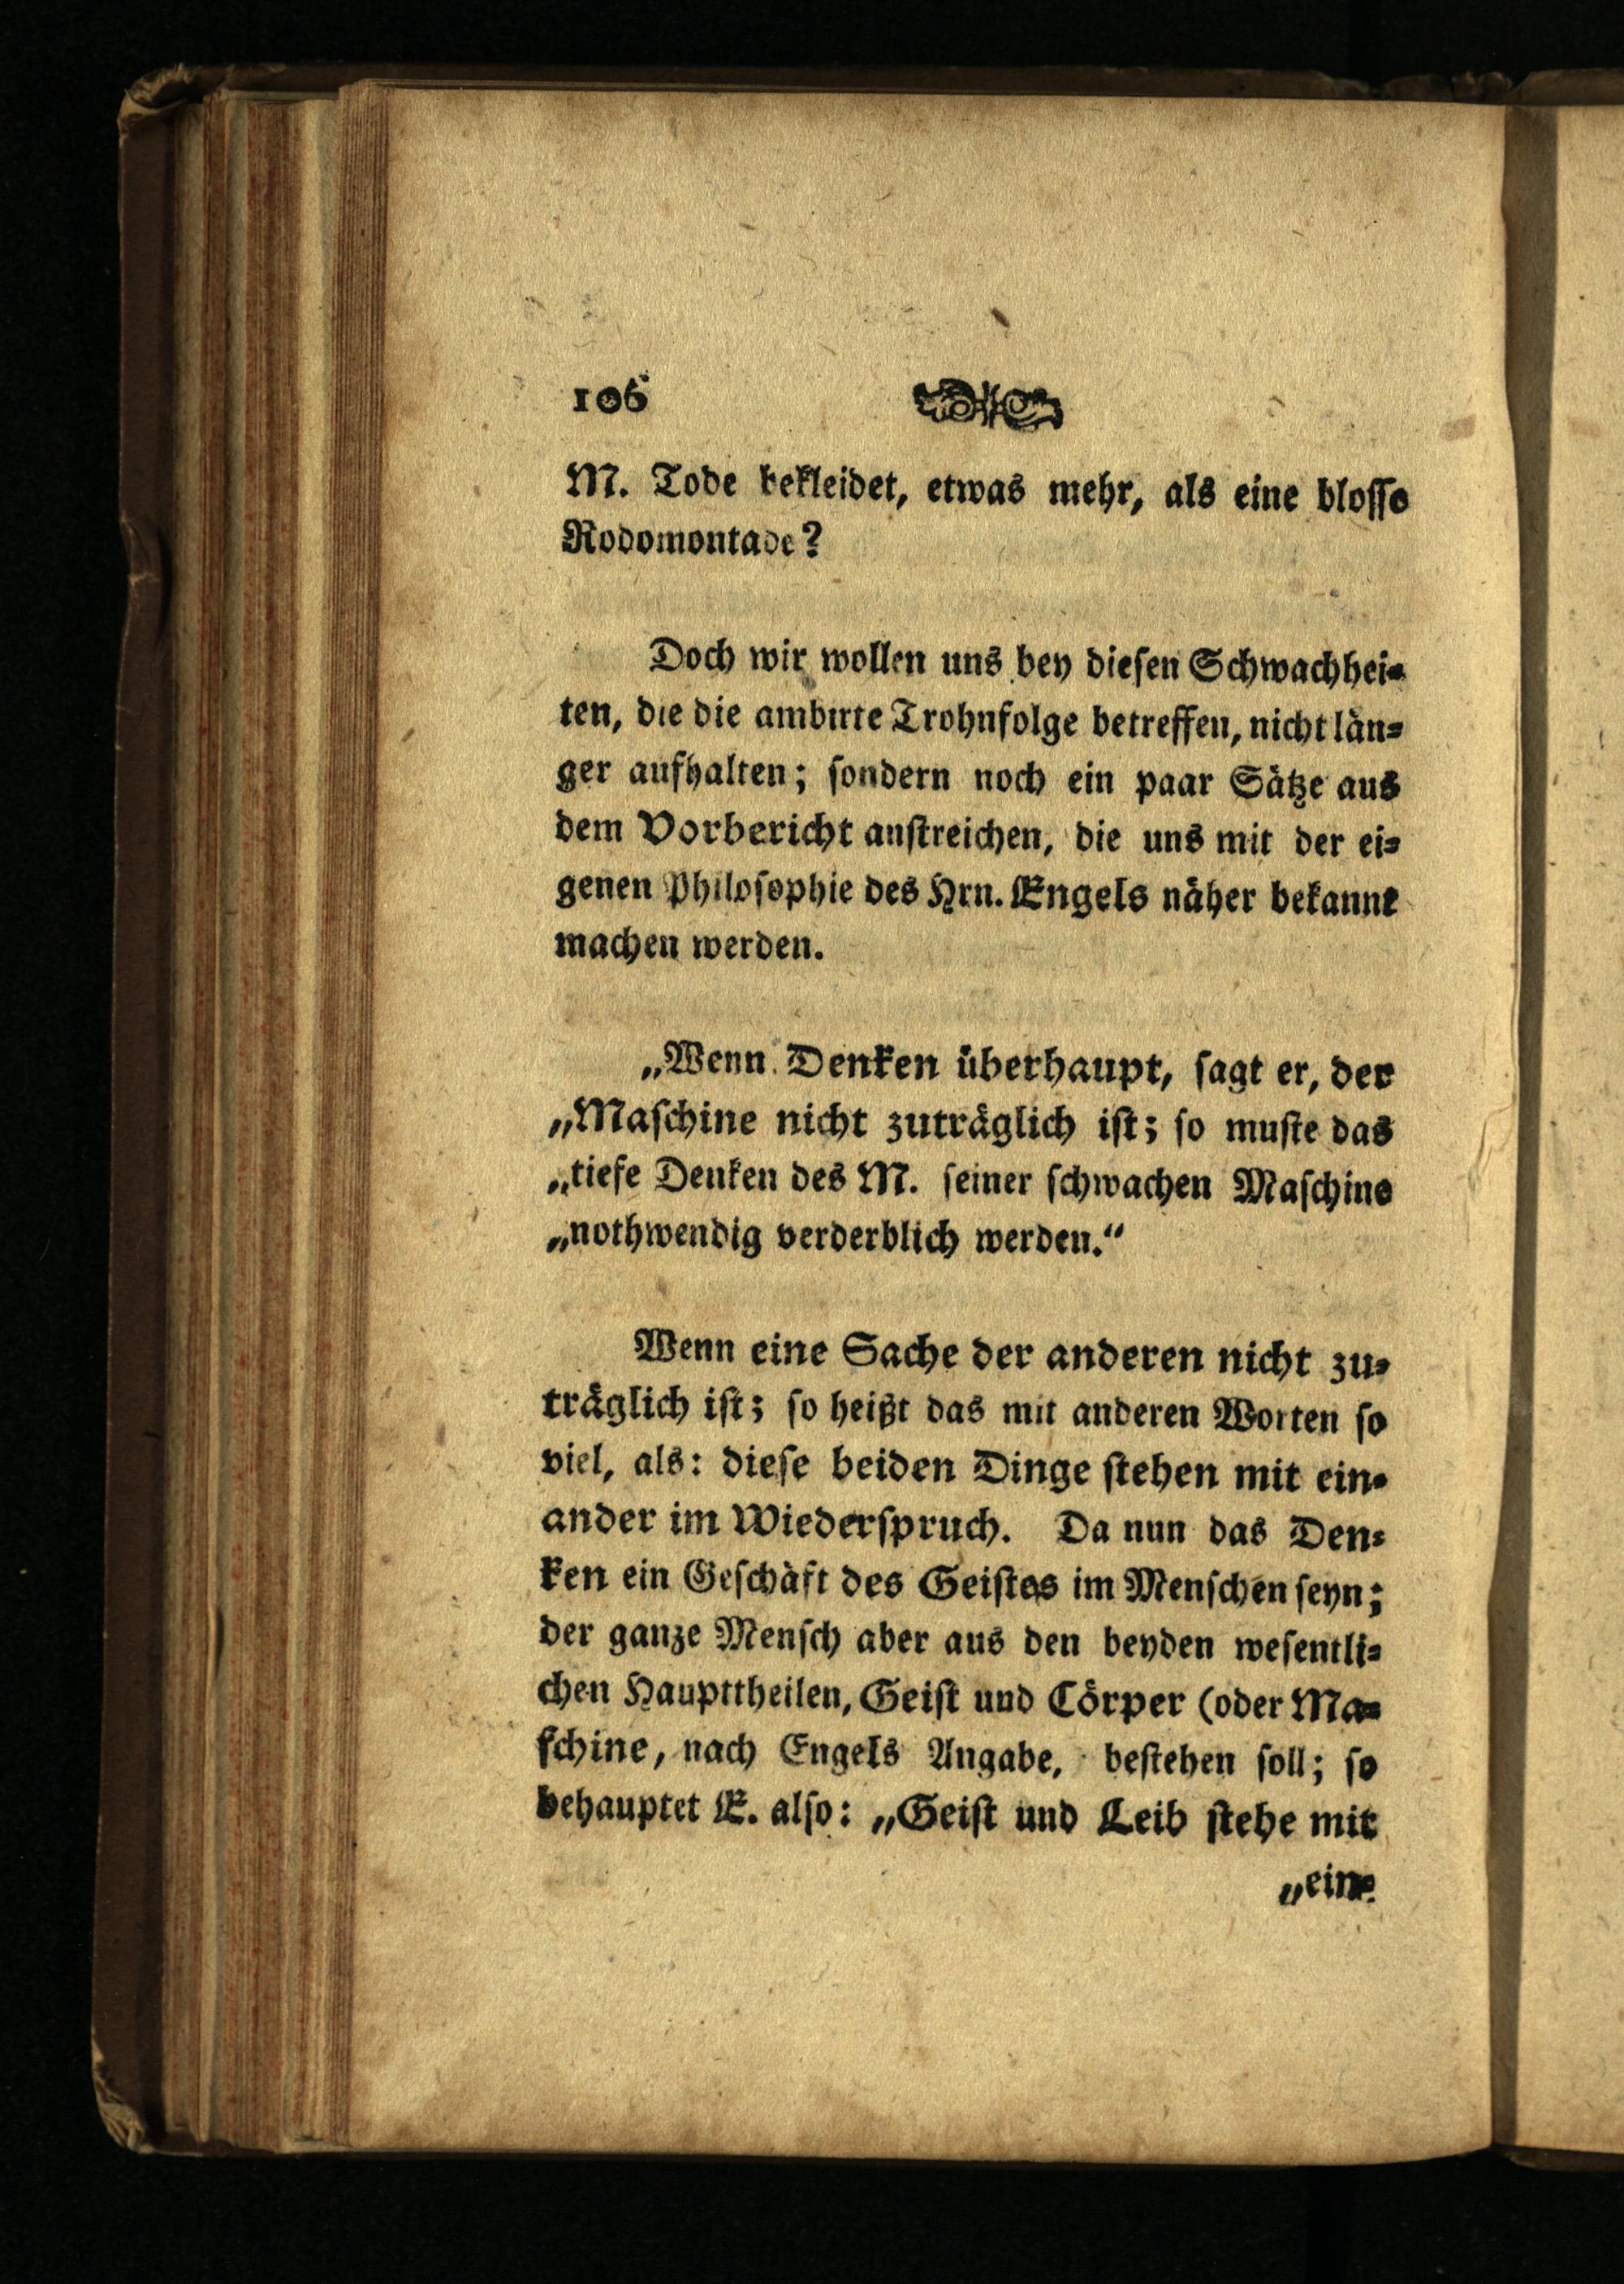 106
M. Tode bekleidet, etwas mehr, als eine blosse
Rodomontade?
Doch wir wollen uns bey diesen Schwachhei-
ten, die die ambirte Trohnfolge betreffen, nicht län-
ger aufhalten; sondern noch ein paar Sätze aus
dem Vorbericht anstreichen, die uns mit der ei-
genen Philosophie des Hrn. Engels näher bekannt
machen werden.
„Wenn Denken überhaupt, sagt er, der
„Maschine nicht zuträglich ist; so muste das
„tiefe Denken des M. seiner schwachen Maschine
„nothwendig verderblich werden.“
Wenn eine Sache der anderen nicht zu-
träglich ist; so heißt das mit anderen Worten so
viel, als: diese beiden Dinge stehen mit ein-
ander im Wiederspruch. Da nun das Den-
ken ein Geschäft des Geistes im Menschen seyn;
der ganze Mensch aber aus den beyden wesentli-
chen Haupttheilen, Geist und Cörper (oder Ma-
schine, nach Engels Angabe, bestehen soll; so
behauptet E. also: „Geist und Leib stehe mit
„ein-